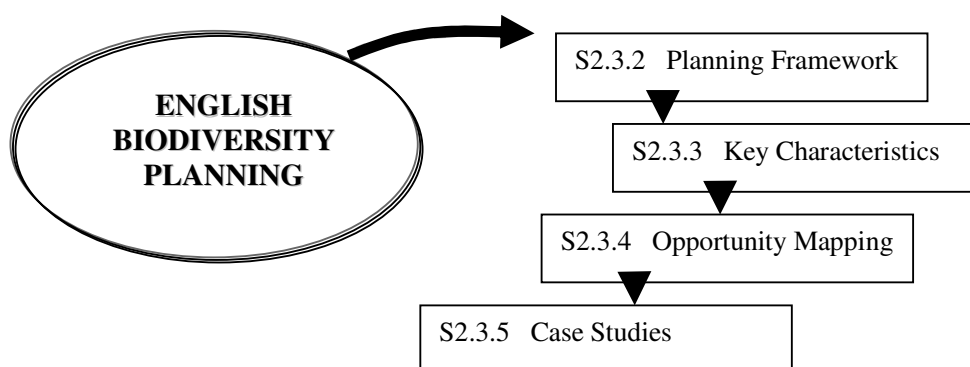 ENGLISH
BIODIVERSITY
PLANNING
S2.3.2 Planning Framework
S2.3.3 Key Characteristics
S2.3.4 Opportunity Mapping
S2.3.5 Case Studies